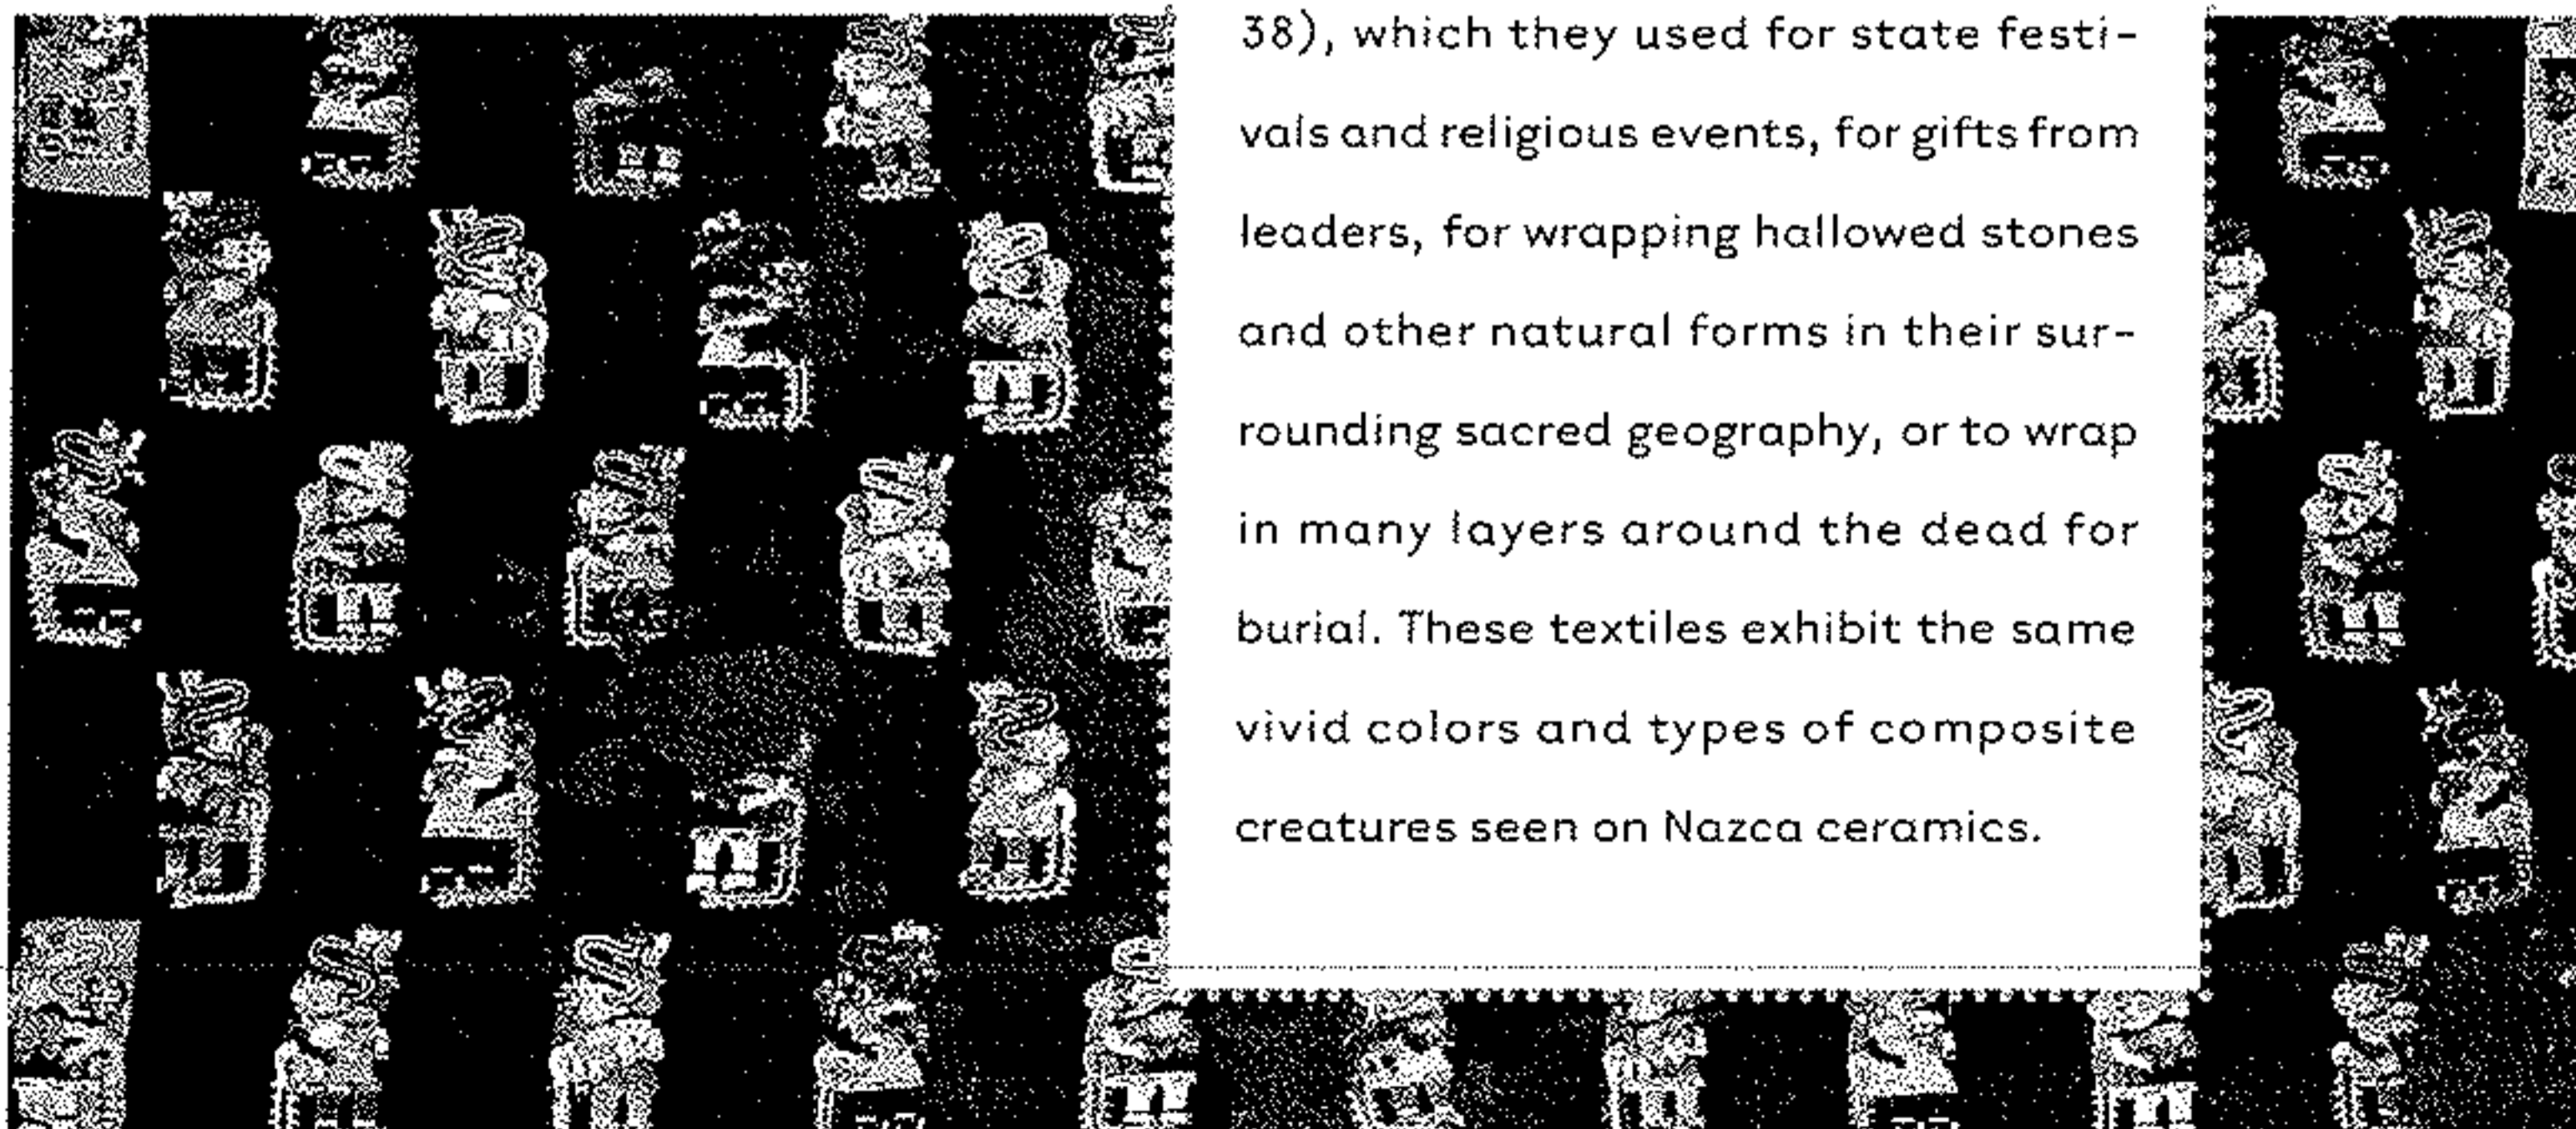 38), which they used for state festi-
vals and religious events, for gifts from
leaders, for wrapping hallowed stones
and other natural forms in their sur-
rounding sacred geography, or to wrap
in many layers around the dead for
burial. These textiles exhibit the same
vivid colors and types of composite
creatures seen on Nazca ceramics.